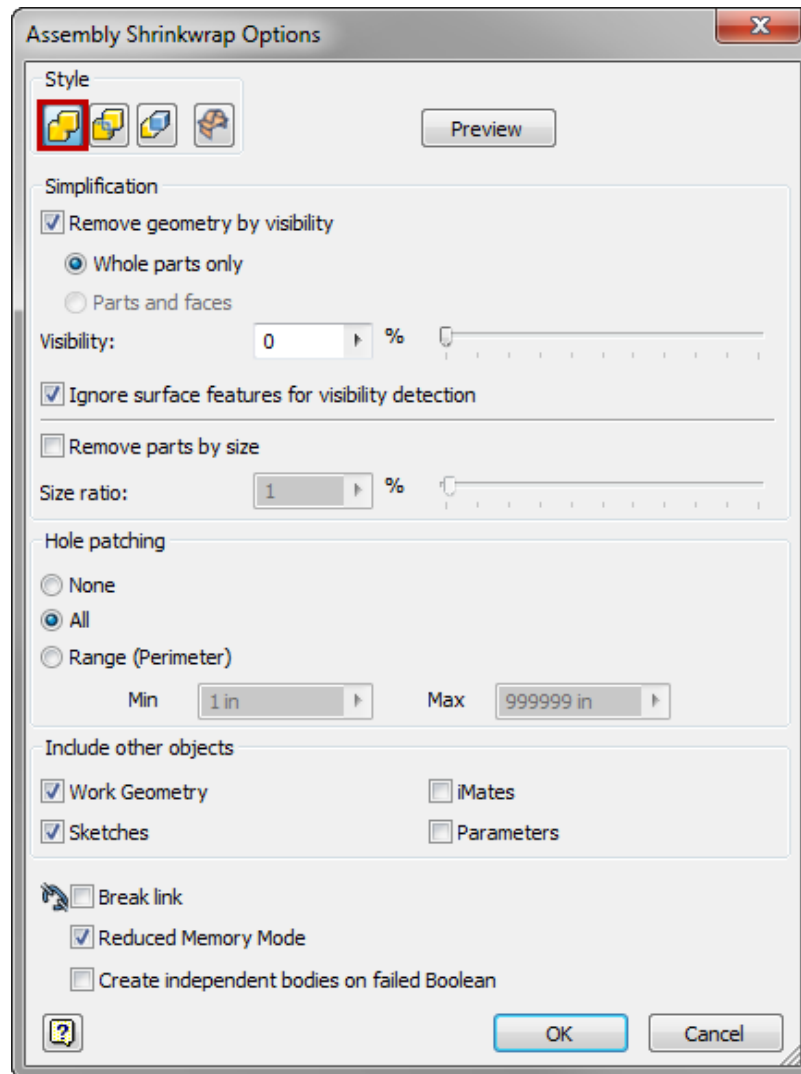 Assembly Shrinkwrap Options
Style
Preview
Simplification
Remove geometry by visibility
Whole parts only
Parts and faces
Visibility: 0 %
Ignore surface features for visibility detection
Remove parts by size
Size ratio: 1 %
Hole patching
None
All
Range (Perimeter)
Min 1 in Max 999999 in
Include other objects
Work Geometry iMates
Sketches Parameters
Break link
Reduced Memory Mode
Create independent bodies on failed Boolean
? OK Cancel